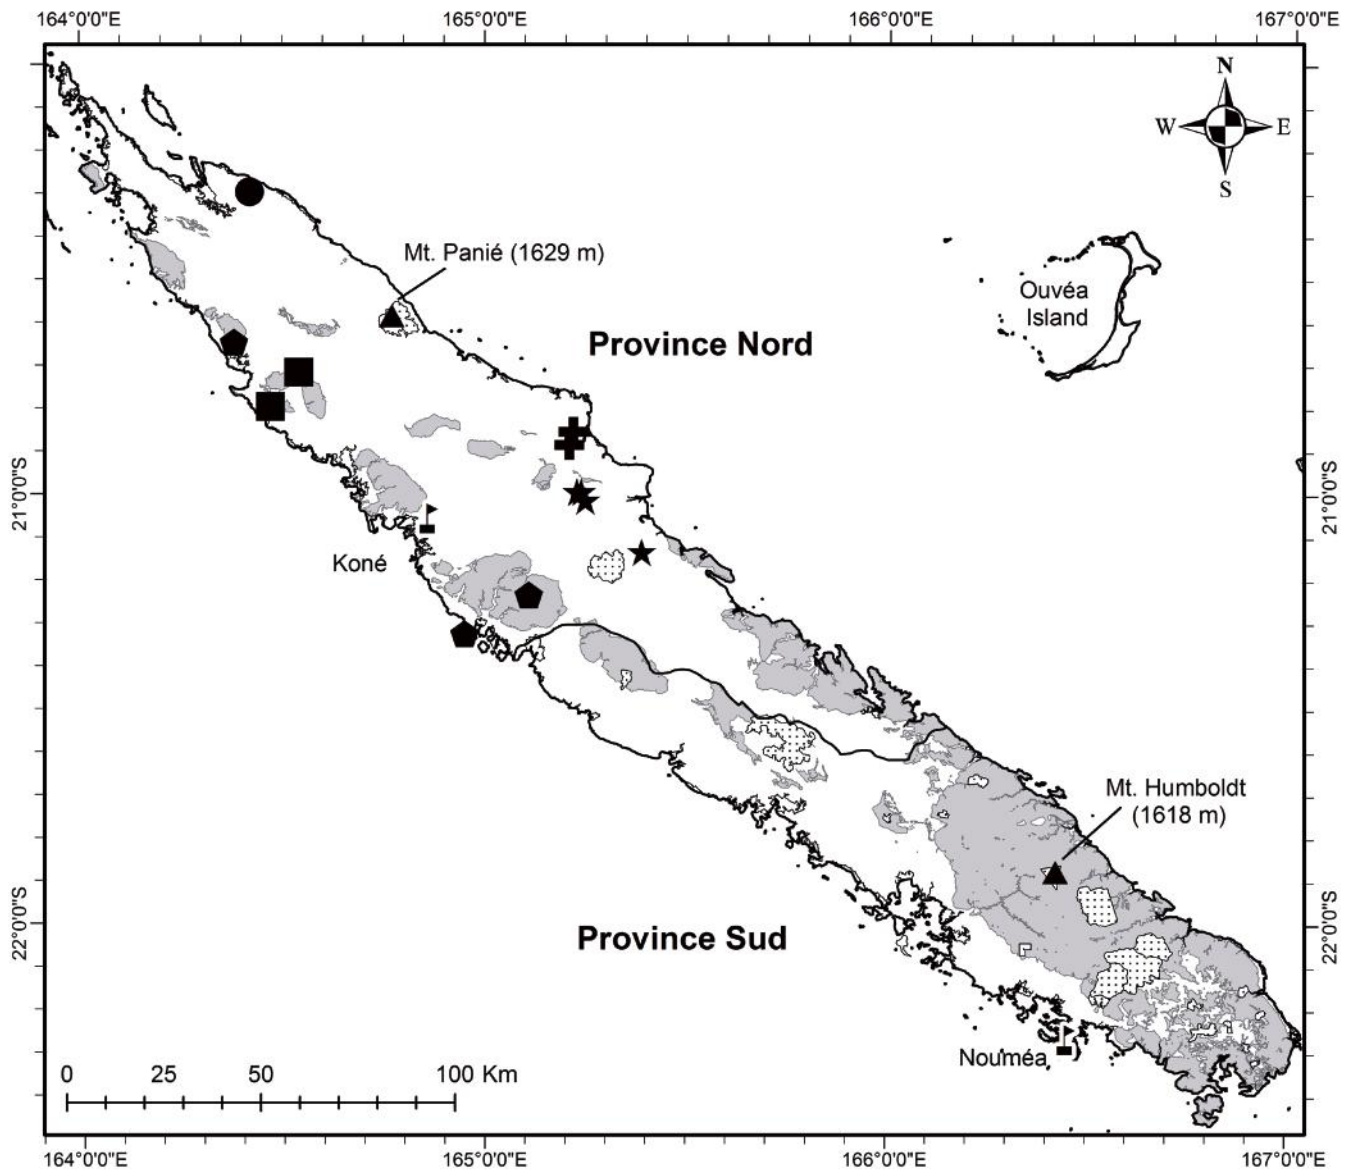 164°0'0"E 165°0'0"E 166°0'0"E 167°0'0"E
N
W E
S
Mt. Panié (1629 m)
Ouvéa
Island
Province Nord
21°0'0"S 21°0'0"S
Koné
Mt. Humboldt
(1618 m)
22°0'0"S 22°0'0"S
Province Sud
Nouméa
0 25 50 100 Km
164°0'0"E 165°0'0"E 166°0'0"E 167°0'0"E